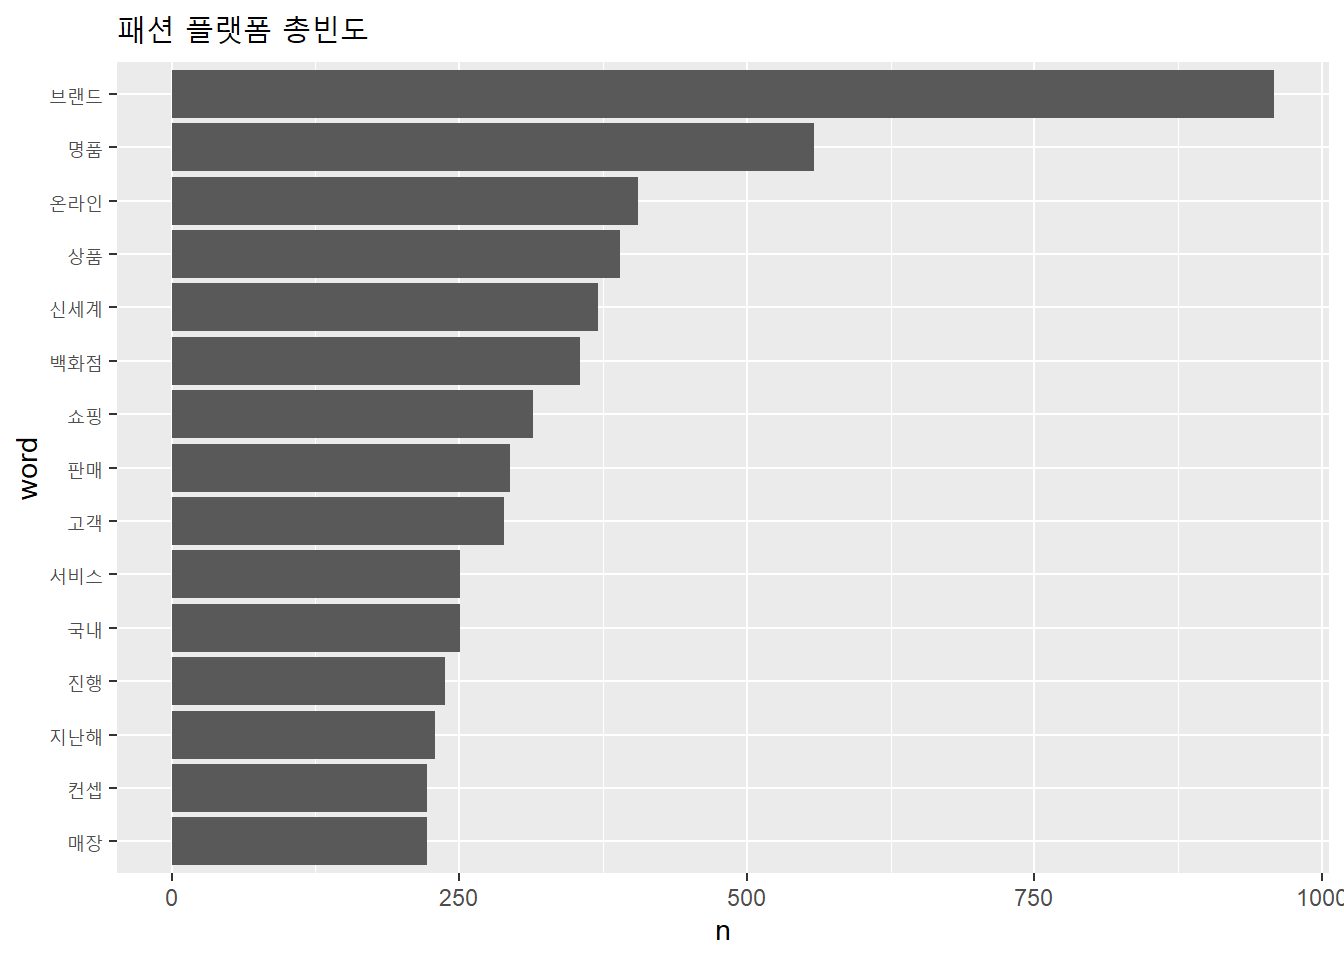 패션 플랫폼 총빈도
word
브랜드
명품
온라인
상품
신세계
백화점
쇼핑
판매
고객
서비스
국내
진행
지난해
컨셉
매장
0 250 500 750 1000
n